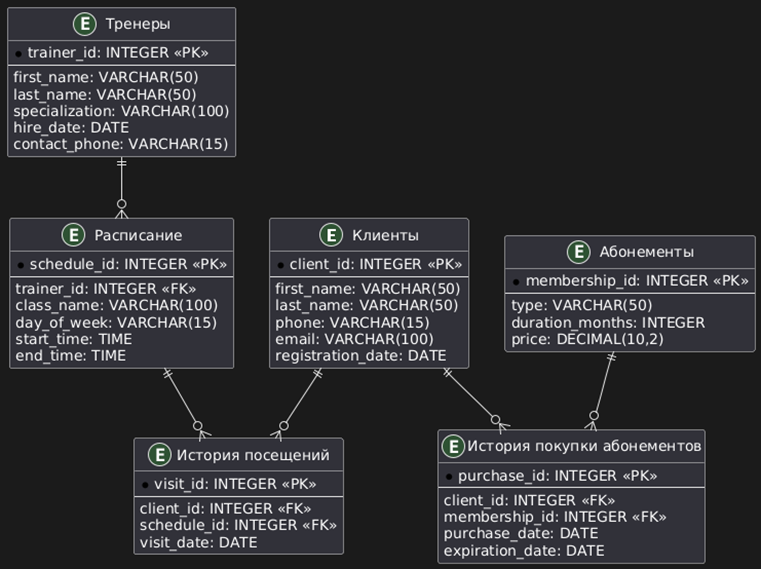 E Тренеры
trainer_id: INTEGER «PK»
first_name: VARCHAR(50)
last_name: VARCHAR(50)
specialization: VARCHAR(100)
hire_date: DATE
contact_phone: VARCHAR(15)
E Расписание
schedule_id: INTEGER «PK»
trainer_id: INTEGER «FK»
class_name: VARCHAR(100)
day_of_week: VARCHAR(15)
start_time: TIME
end_time: TIME
E Клиенты
client_id: INTEGER «PK»
first_name: VARCHAR(50)
last_name: VARCHAR(50)
phone: VARCHAR(15)
email: VARCHAR(100)
registration_date: DATE
E Абонементы
membership_id: INTEGER «PK»
type: VARCHAR(50)
duration_months: INTEGER
price: DECIMAL(10,2)
E История посещений
visit_id: INTEGER «PK»
client_id: INTEGER «FK»
schedule_id: INTEGER «FK»
visit_date: DATE
E История покупки абонементов
purchase_id: INTEGER «PK»
client_id: INTEGER «FK»
membership_id: INTEGER «FK»
purchase_date: DATE
expiration_date: DATE